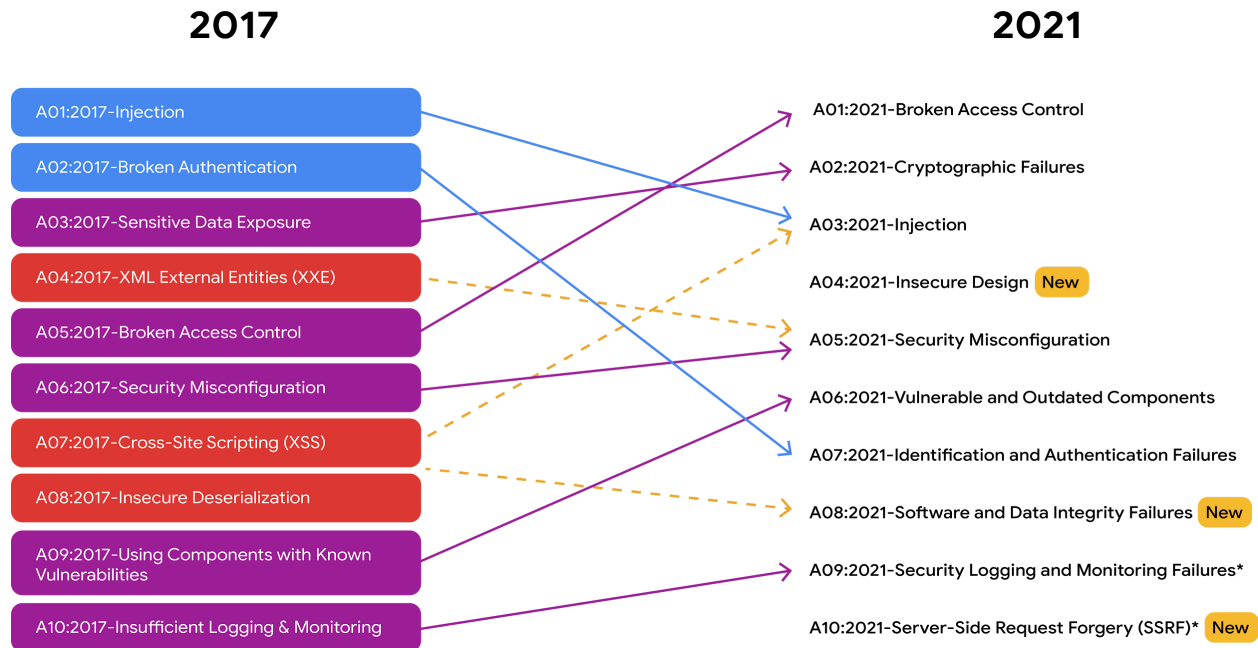 2017
2021
A01:2017-Injection
A02:2017-Broken Authentication
A03:2017-Sensitive Data Exposure
A04:2017-XML External Entities (XXE)
A05:2017-Broken Access Control
A06:2017-Security Misconfiguration
A07:2017-Cross-Site Scripting (XSS)
A08:2017-Insecure Deserialization
A09:2017-Using Components with Known
Vulnerabilities
A10:2017-Insufficient Logging & Monitoring
A01:2021-Broken Access Control
A02:2021-Cryptographic Failures
A03:2021-Injection
A04:2021-Insecure Design New
A05:2021-Security Misconfiguration
A06:2021-Vulnerable and Outdated Components
A07:2021-Identification and Authentication Failures
A08:2021-Software and Data Integrity Failures New
A09:2021-Security Logging and Monitoring Failures*
A10:2021-Server-Side Request Forgery (SSRF)* New